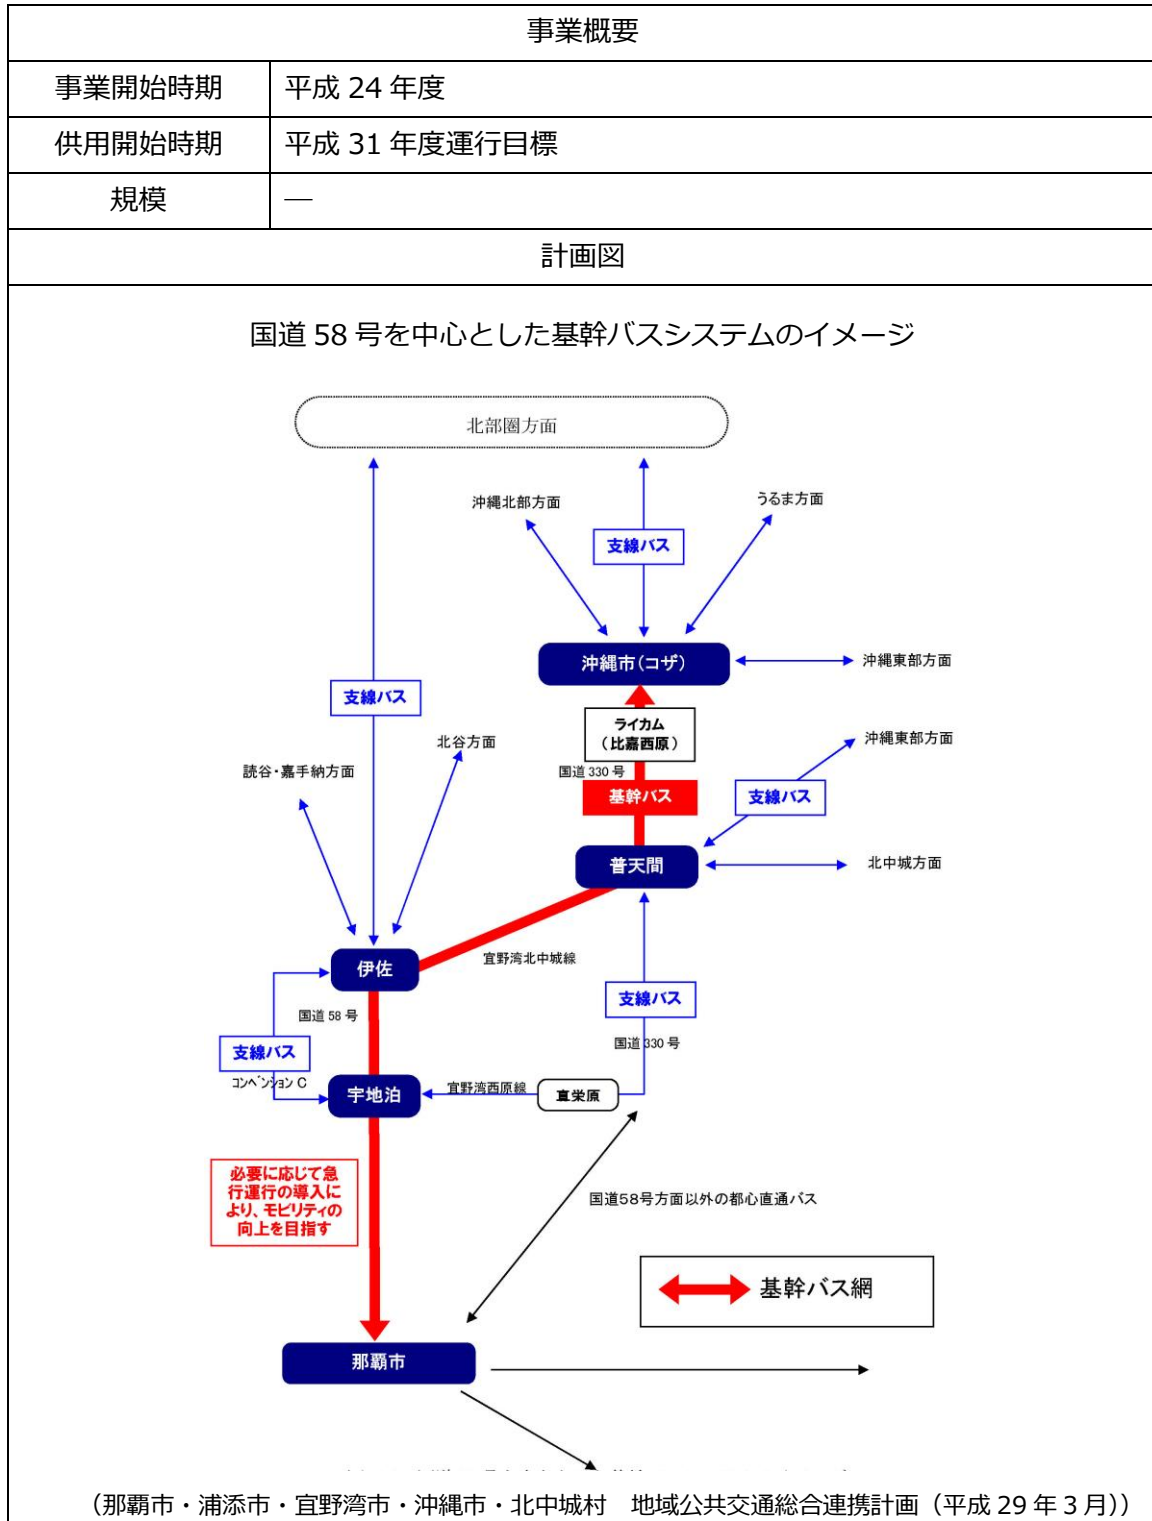 事業概要
事業開始時期 平成 24 年度
供用開始時期 平成 31 年度運行目標
規模 ―
計画図
国道 58 号を中心とした基幹バスシステムのイメージ
北部圏方面
沖縄北部方面
うるま方面
支線バス
沖縄市(コザ)
沖縄東部方面
支線バス
ライカム
(比嘉西原)
沖縄東部方面
北谷方面
読谷・嘉手納方面
国道 330 号
基幹バス
支線バス
普天間
北中城方面
宜野湾北中城線
伊佐
支線バス
国道 58 号
国道 330 号
支線バス
コンベンション C
宇地泊
宜野湾西原線
真栄原
必要に応じて急
行運行の導入に
より、モビリティの
向上を目指す
国道58号方面以外の都心直通バス
基幹バス網
那覇市
(那覇市・浦添市・宜野湾市・沖縄市・北中城村 地域公共交通総合連携計画(平成 29 年 3 月))